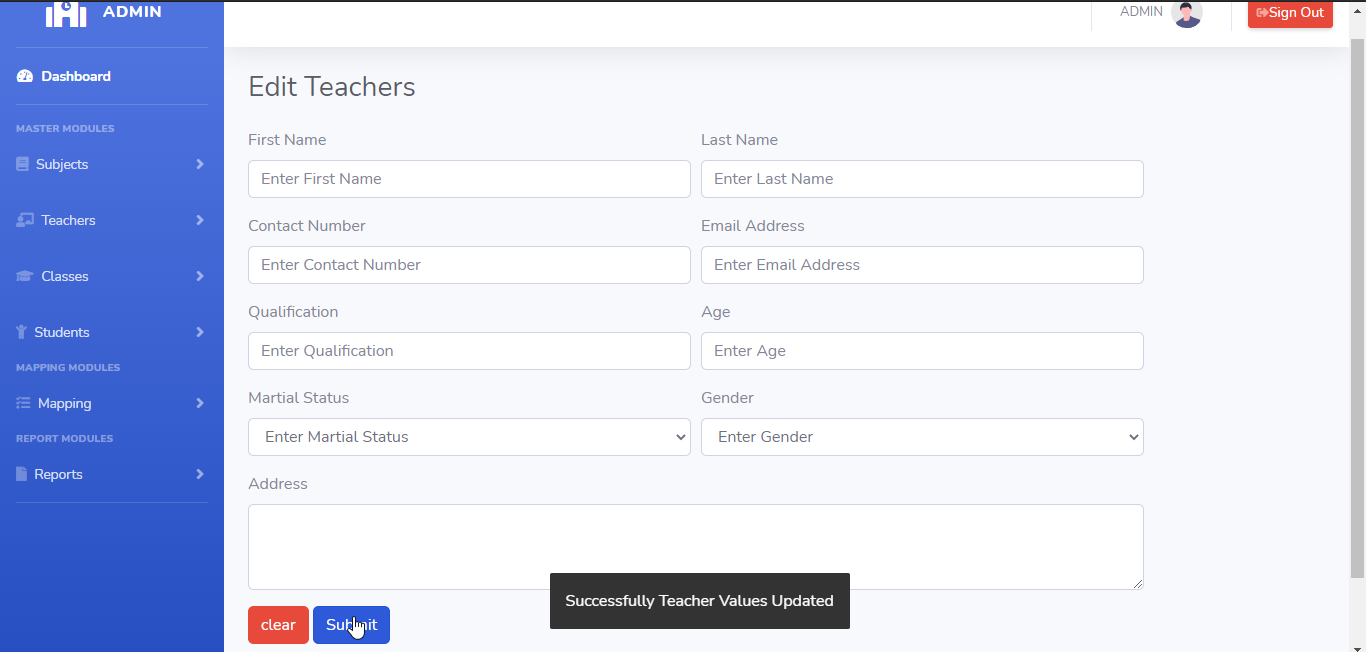 ADMIN
ADMIN
Sign Out
Dashboard
MASTER MODULES
Subjects
Teachers
Classes
Students
MAPPING MODULES
Mapping
REPORT MODULES
Reports
Edit Teachers
First Name Last Name
Enter First Name Enter Last Name
Contact Number Email Address
Enter Contact Number Enter Email Address
Qualification Age
Enter Qualification Enter Age
Martial Status Gender
Enter Martial Status Enter Gender
Address
Successfully Teacher Values Updated
clear Submit